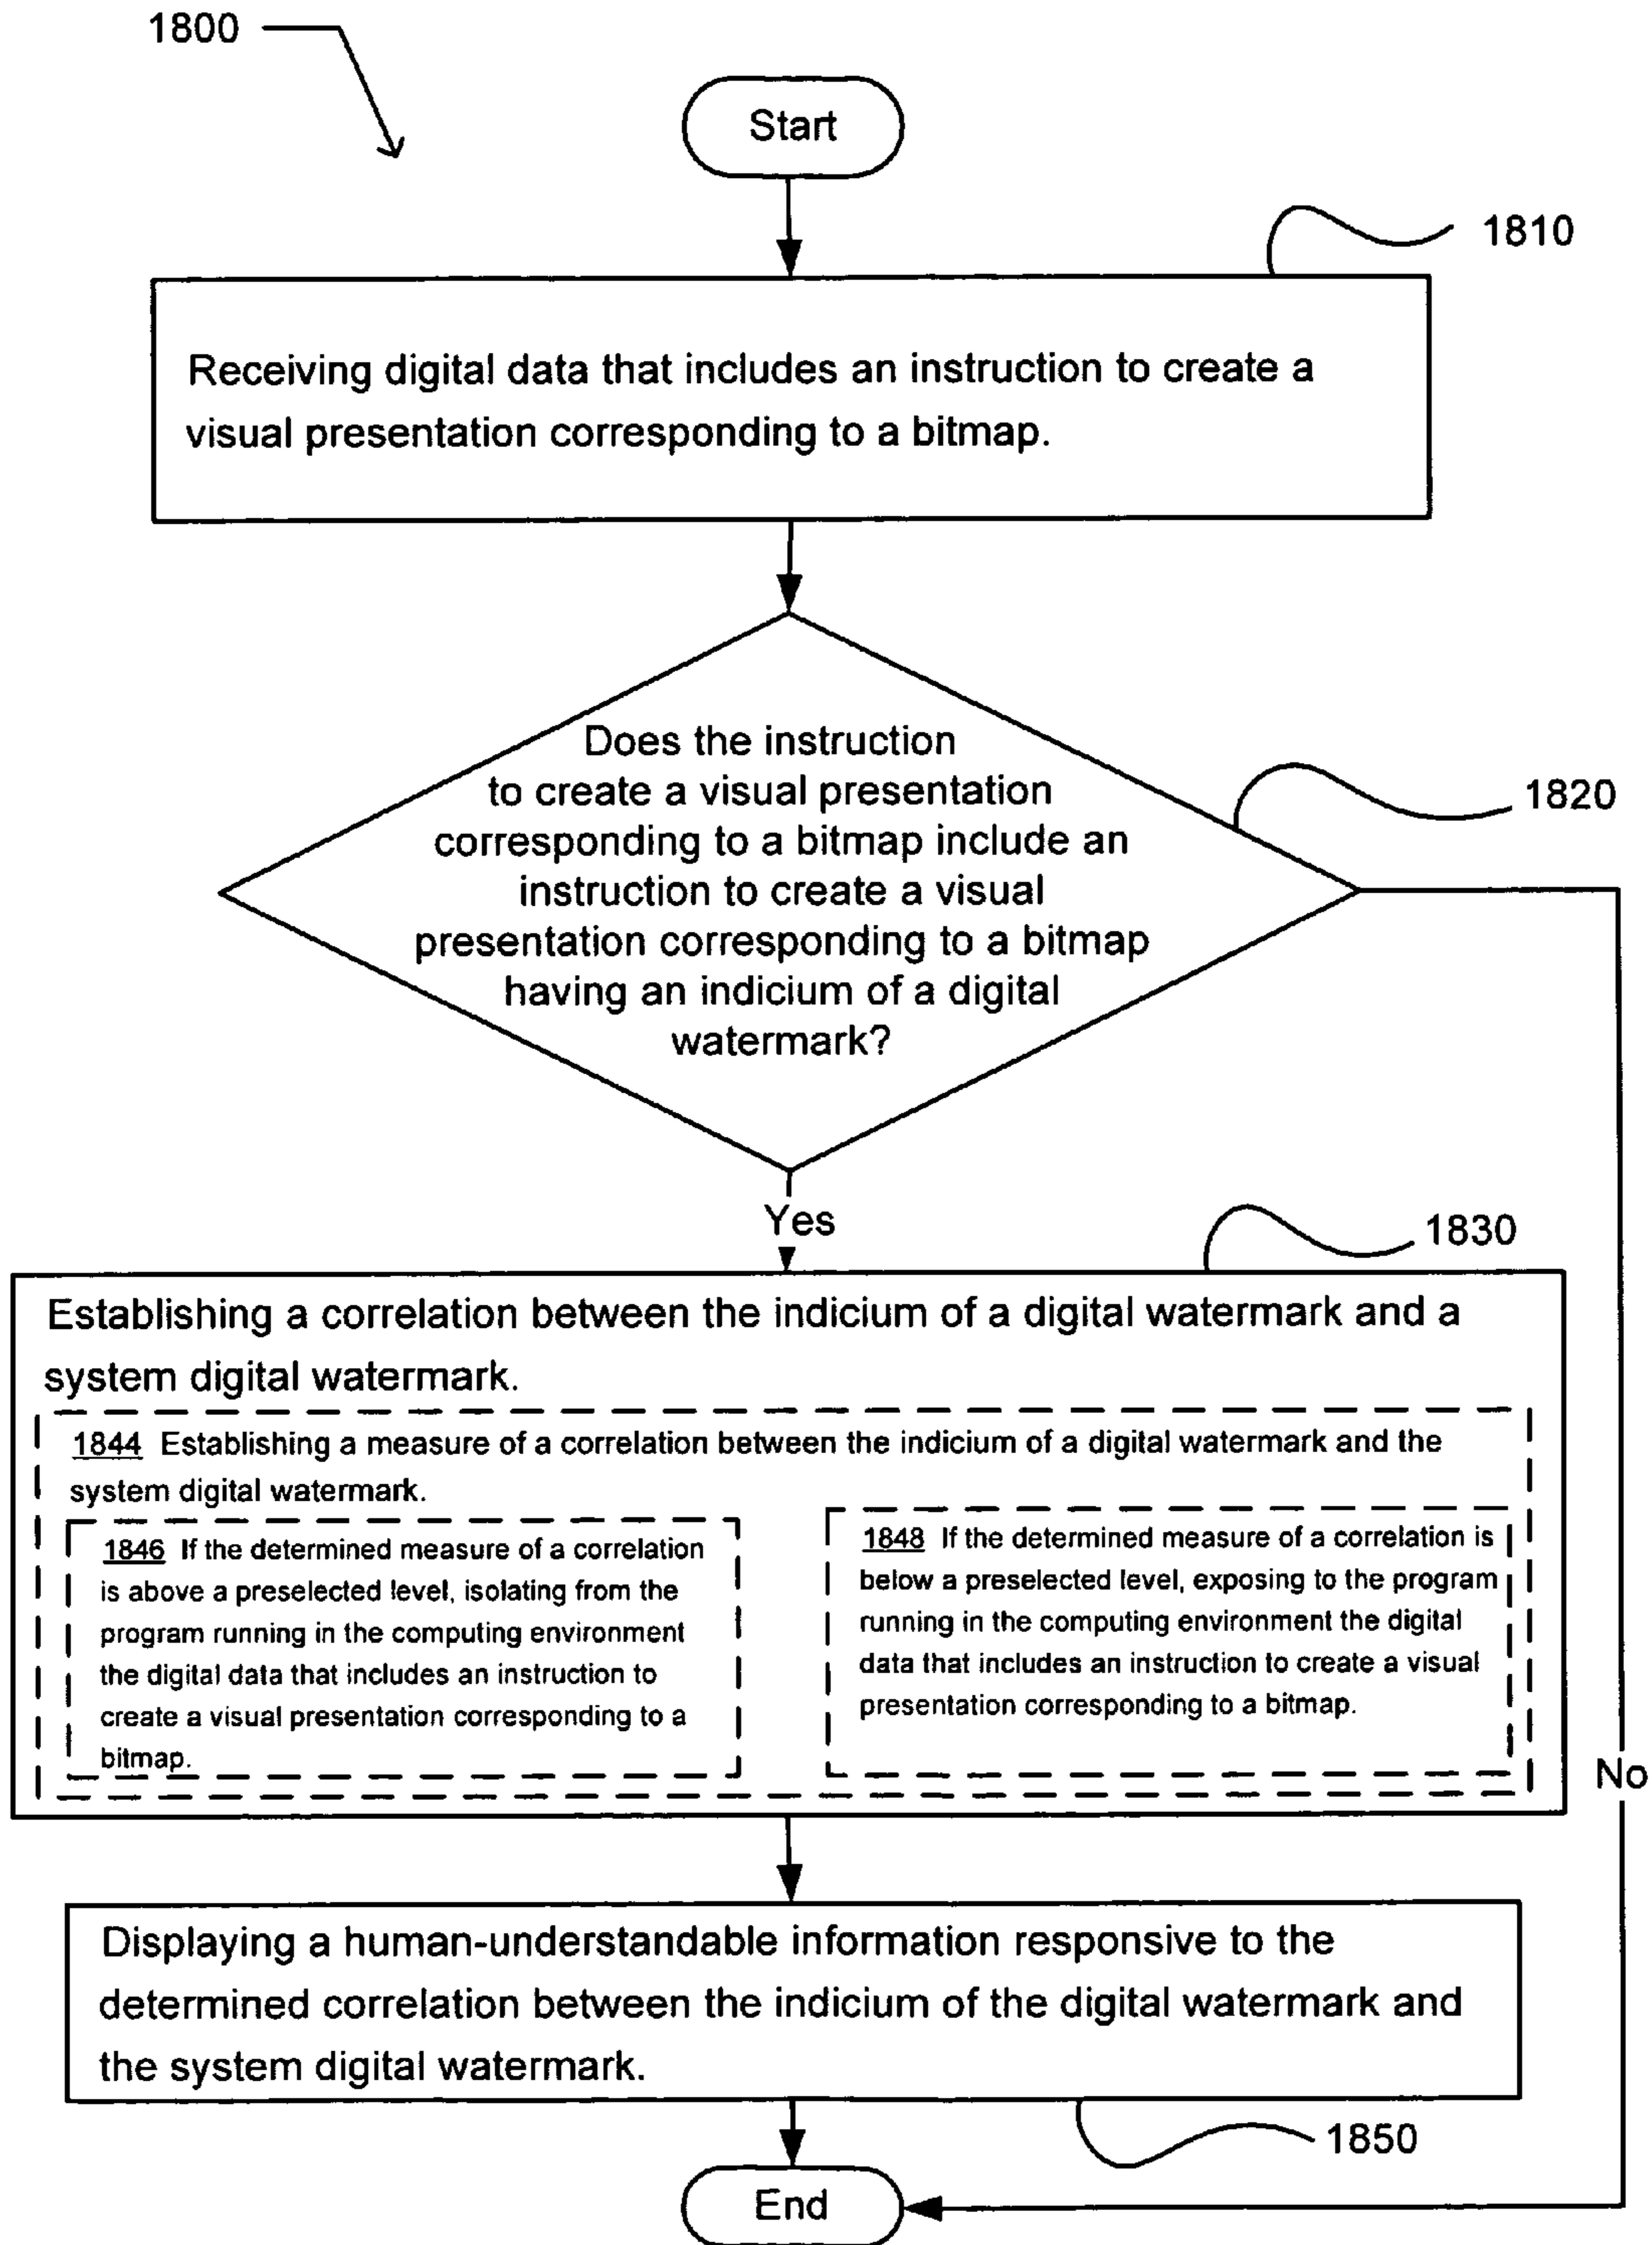 1800
Start
1810
Receiving digital data that includes an instruction to create a
visual presentation corresponding to a bitmap.
Does the instruction
to create a visual presentation
corresponding to a bitmap include an
instruction to create a visual
presentation corresponding to a bitmap
having an indicium of a digital
watermark?
1820
Yes
1830
Establishing a correlation between the indicium of a digital watermark and a
system digital watermark.
1844 Establishing a measure of a correlation between the indicium of a digital watermark and the
system digital watermark.
1846 If the determined measure of a correlation
is above a preselected level, isolating from the
program running in the computing environment
the digital data that includes an instruction to
create a visual presentation corresponding to a
bitmap.
1848 If the determined measure of a correlation is
below a preselected level, exposing to the program
running in the computing environment the digital
data that includes an instruction to create a visual
presentation corresponding to a bitmap.
No
Displaying a human-understandable information responsive to the
determined correlation between the indicium of the digital watermark and
the system digital watermark.
1850
End